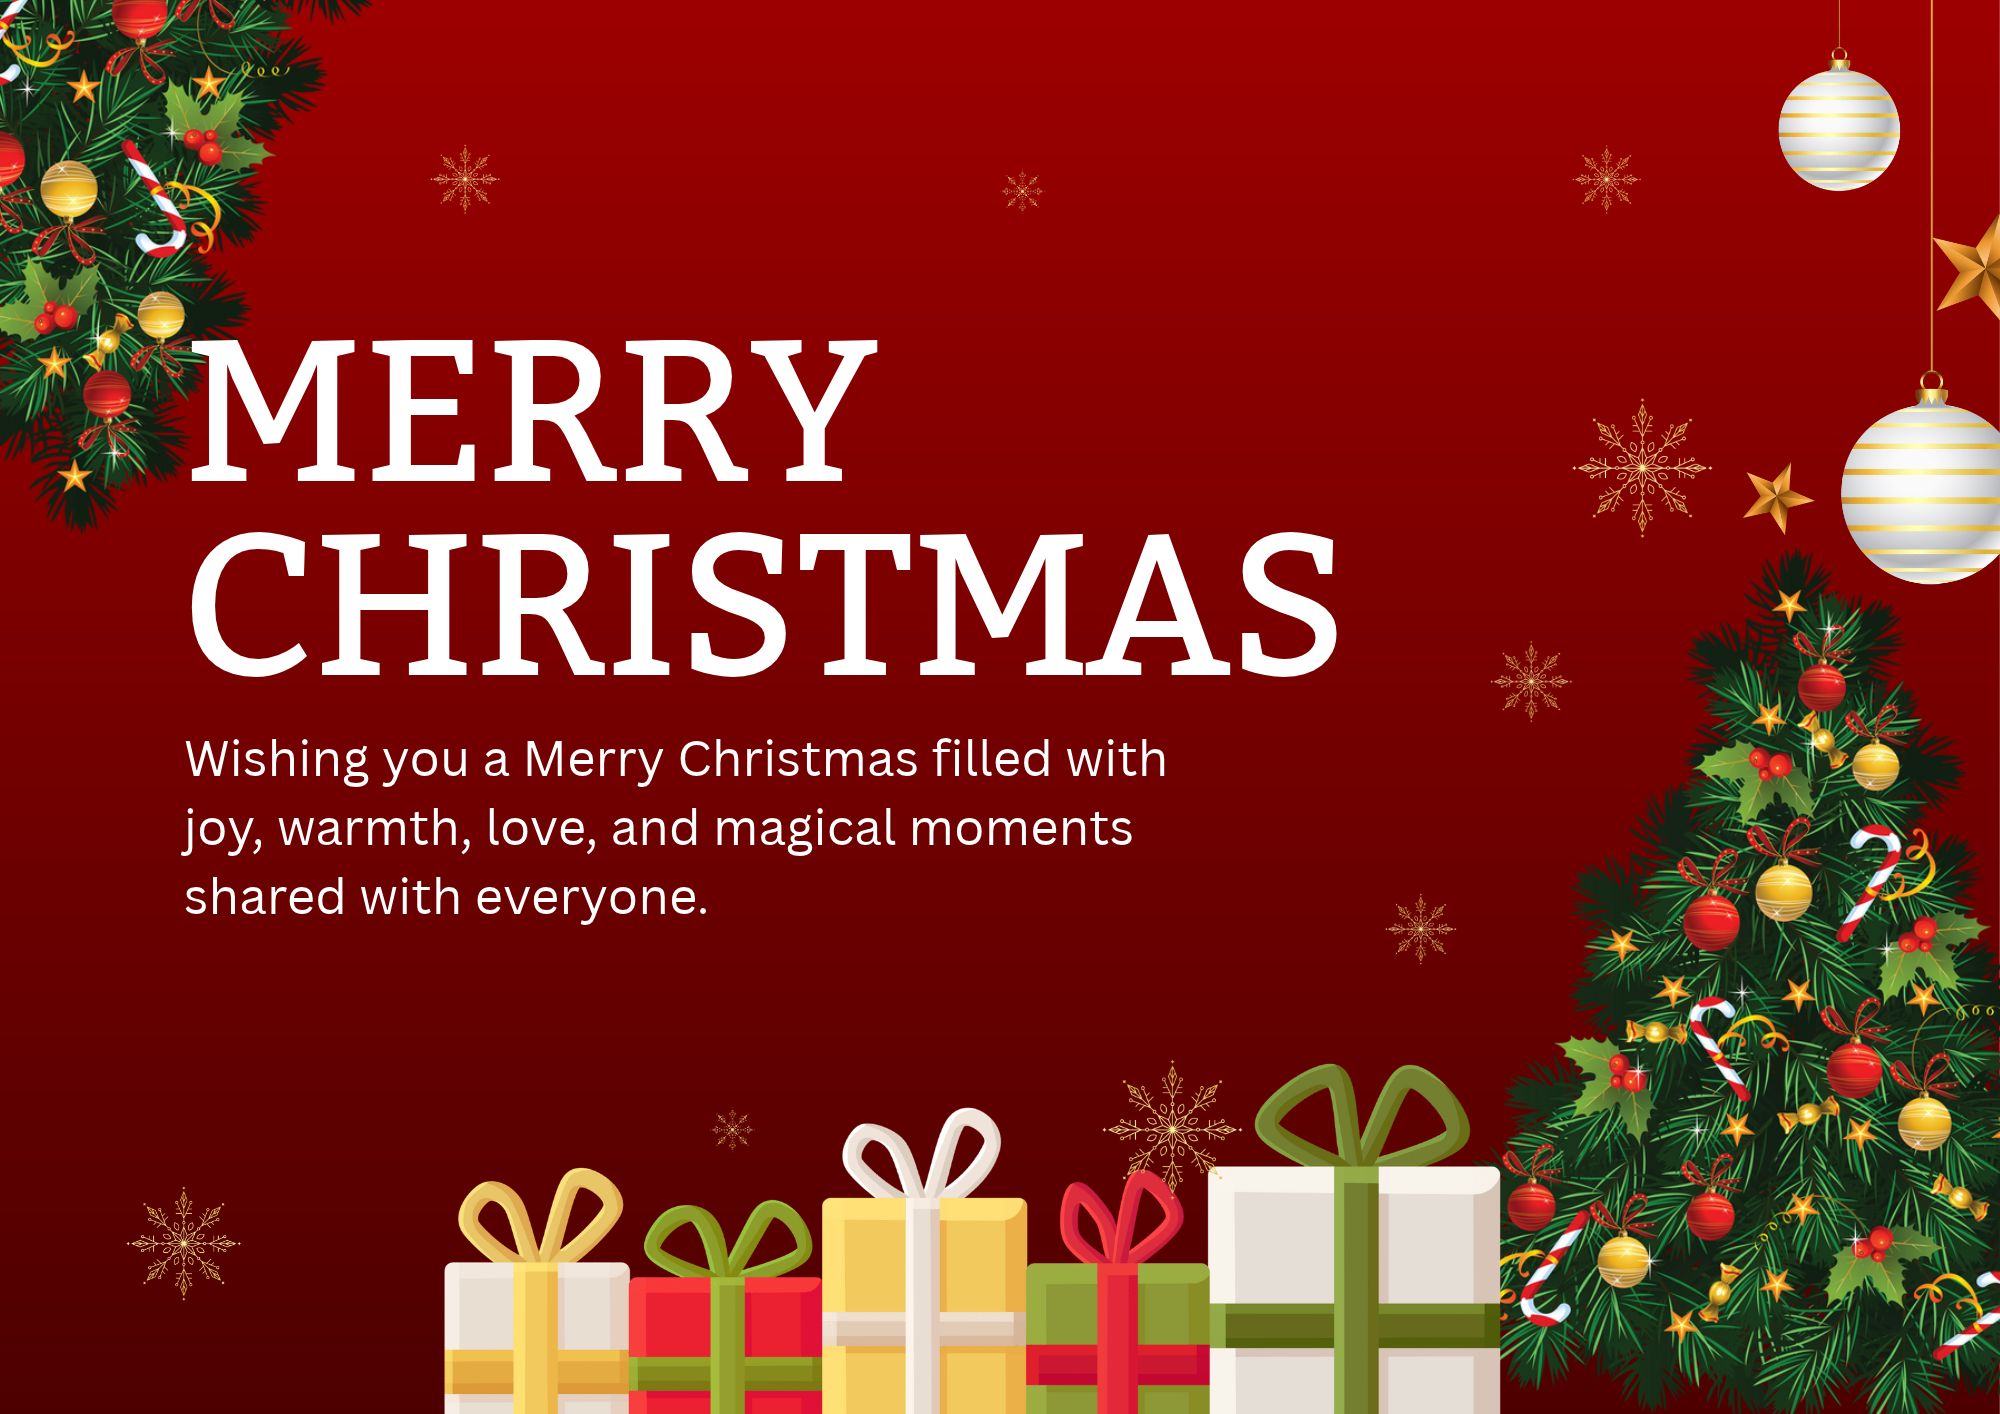 MERRY
CHRISTMAS
Wishing you a Merry Christmas filled with
joy, warmth, love, and magical moments
shared with everyone.